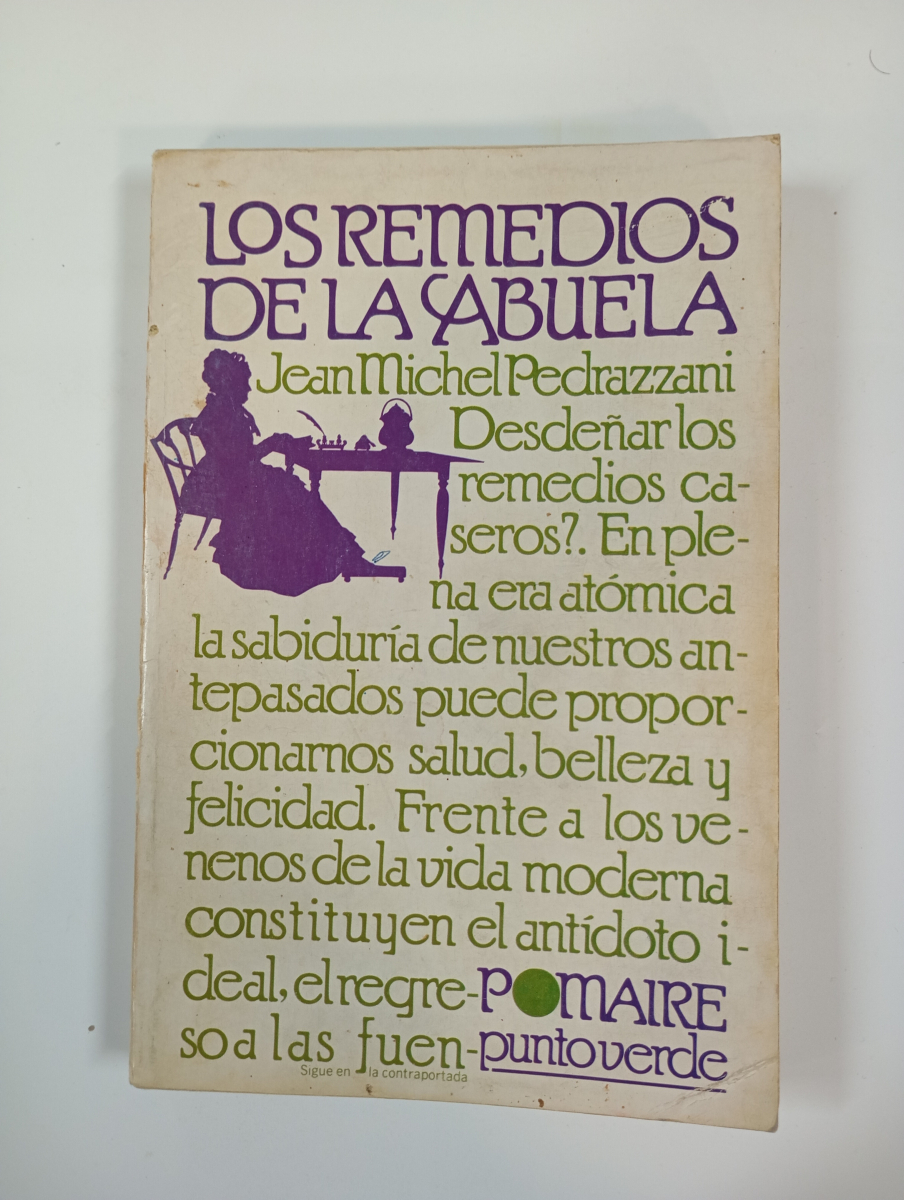 LOS REMEDIOS
DE LA ABUELA
Jean Michel Pedrazzani
Desdeñar los
remedios ca-
seros?. En ple-
na era atómica
la sabiduría de nuestros an-
tepasados puede propor-
cionarnos salud, belleza y
felicidad. Frente a los ve-
nenos de la vida moderna
constituyen el antídoto i-
deal, el regre-
so a las fuen-
Sigue en la contraportada
POMAIRE
punto verde